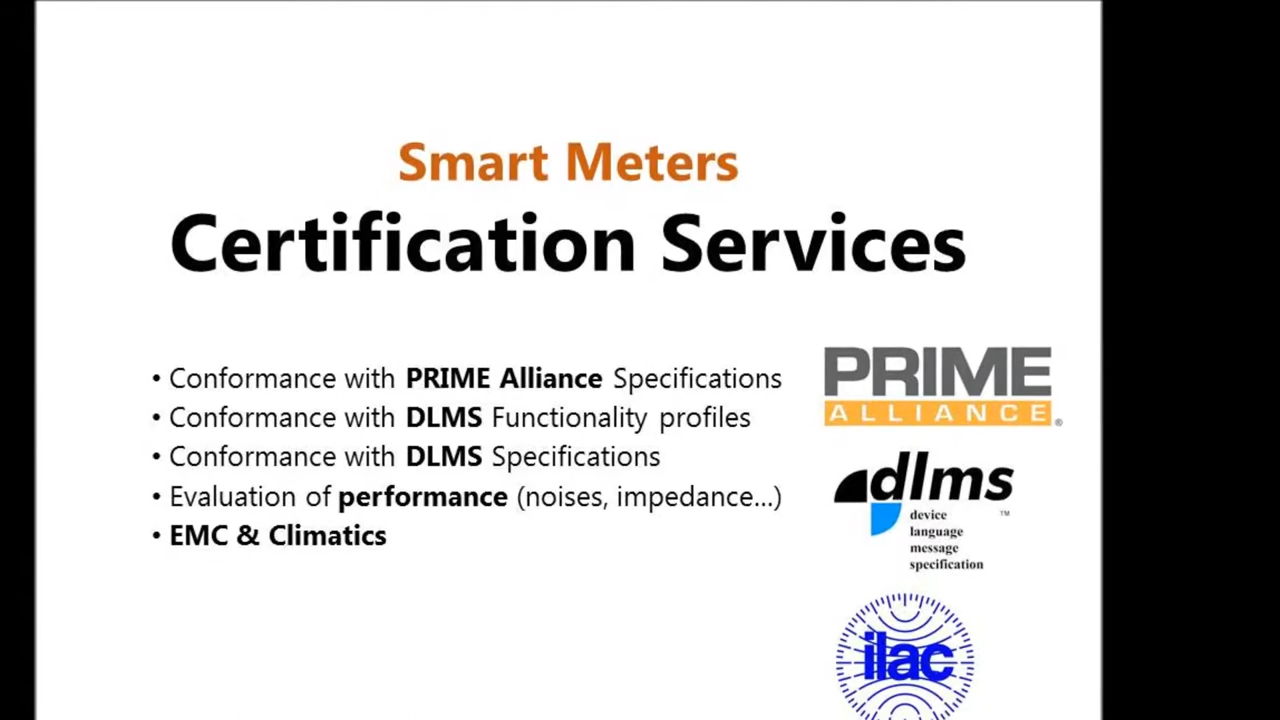 Smart Meters
Certification Services
• Conformance with PRIME Alliance Specifications
• Conformance with DLMS Functionality profiles
• Conformance with DLMS Specifications
• Evaluation of performance (noises, impedance...)
• EMC & Climatics
PRIME
ALLIANCE®
dlms™
device
language
message
specification
ilac